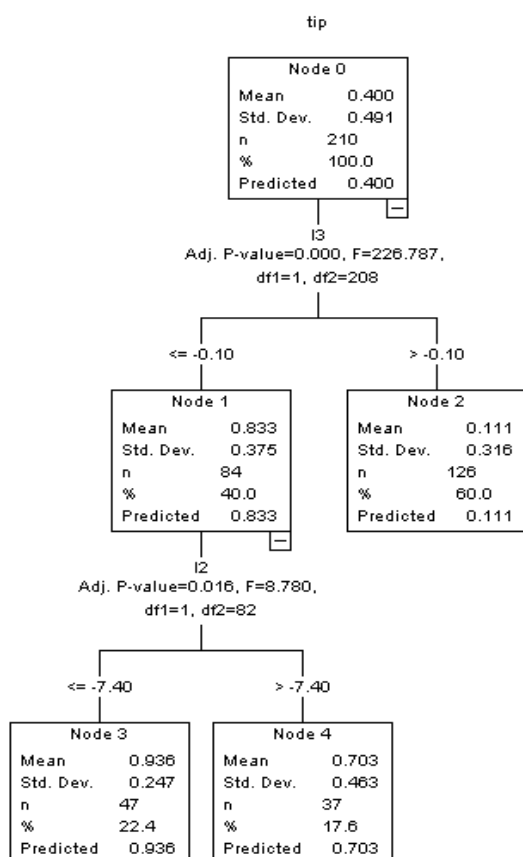 tip
Node 0
Mean 0.400
Std. Dev. 0.491
n 210
% 100.0
Predicted 0.400
I3
Adj. P-value=0.000, F=226.787,
df1=1, df2=208
<= -0.10 > -0.10
Node 1
Mean 0.833
Std. Dev. 0.375
n 84
% 40.0
Predicted 0.833
Node 2
Mean 0.111
Std. Dev. 0.316
n 126
% 60.0
Predicted 0.111
I2
Adj. P-value=0.016, F=8.780,
df1=1, df2=82
<= -7.40 > -7.40
Node 3
Mean 0.936
Std. Dev. 0.247
n 47
% 22.4
Predicted 0.936
Node 4
Mean 0.703
Std. Dev. 0.463
n 37
% 17.6
Predicted 0.703